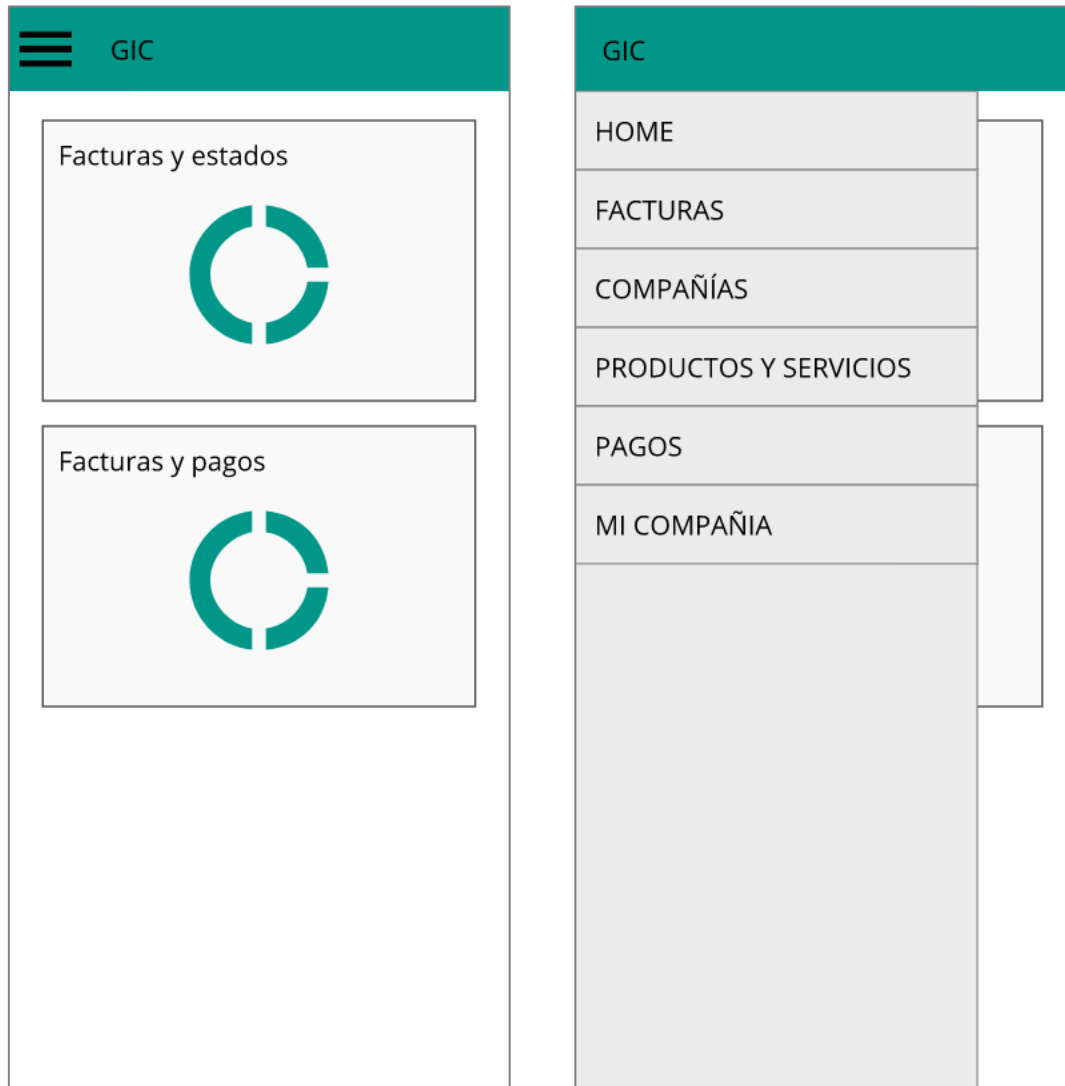 GIC
Facturas y estados
Facturas y pagos
GIC
HOME
FACTURAS
COMPAÑÍAS
PRODUCTOS Y SERVICIOS
PAGOS
MI COMPAÑIA